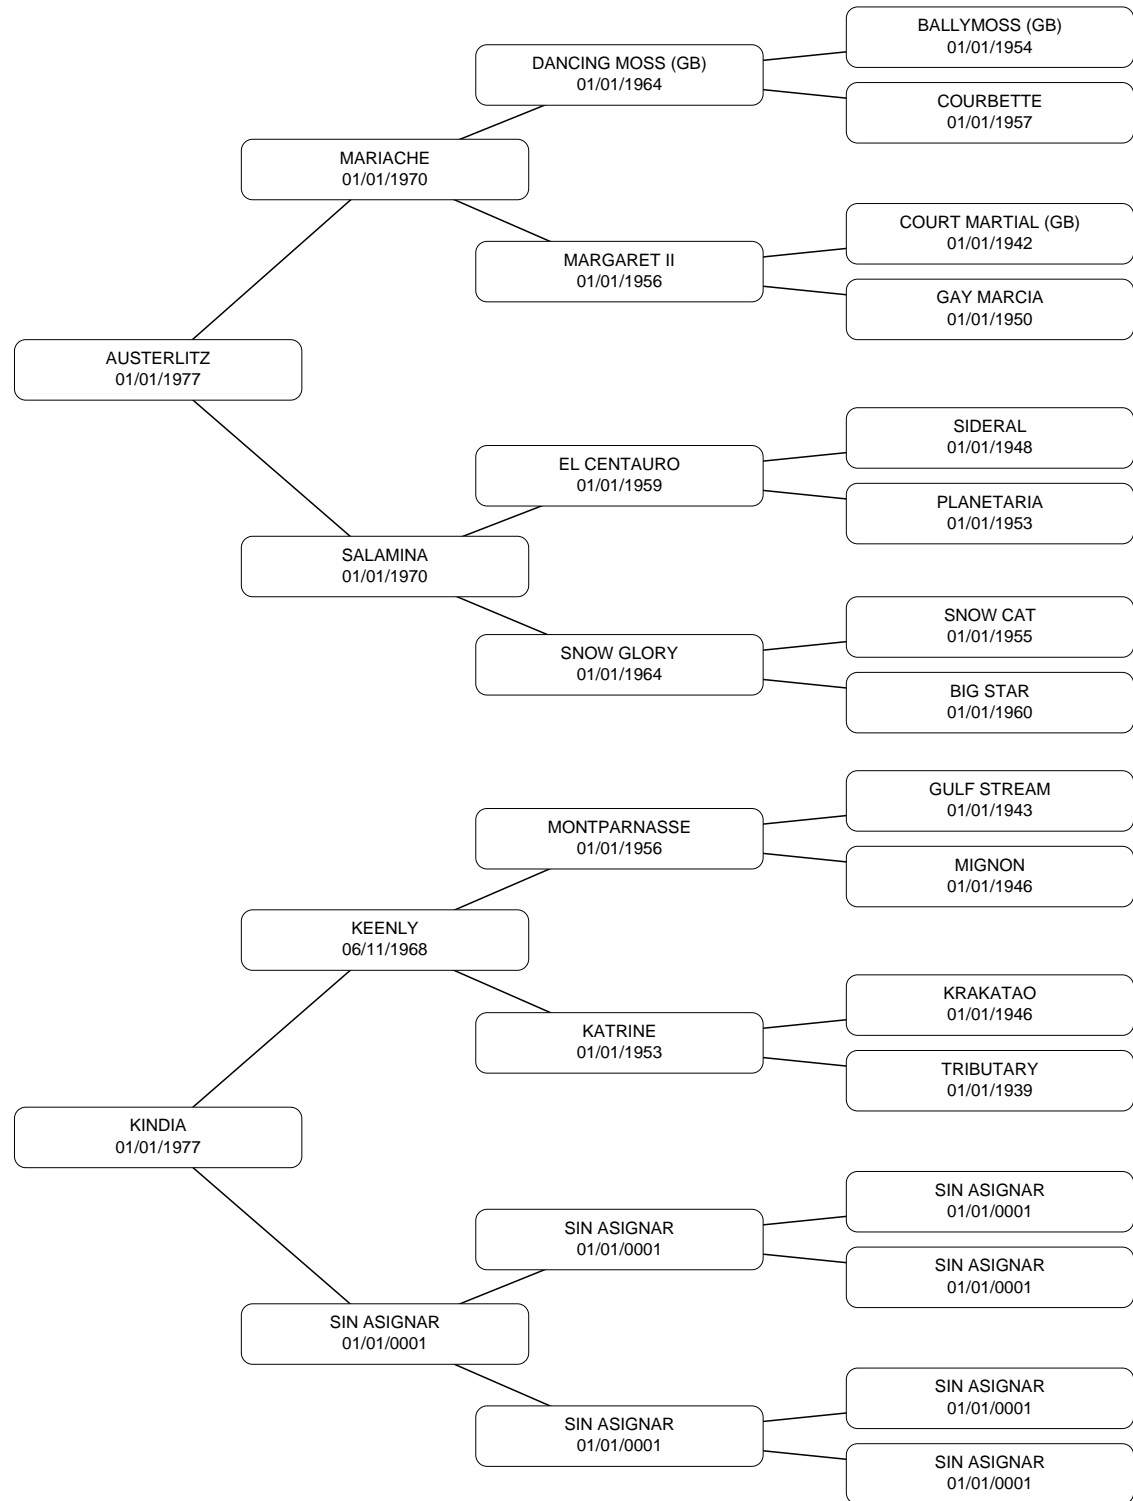 BALLYMOSS (GB)
01/01/1954
DANCING MOSS (GB)
01/01/1964
COURBETTE
01/01/1957
MARIACHE
01/01/1970
COURT MARTIAL (GB)
01/01/1942
MARGARET II
01/01/1956
GAY MARCIA
01/01/1950
AUSTERLITZ
01/01/1977
SIDERAL
01/01/1948
EL CENTAURO
01/01/1959
PLANETARIA
01/01/1953
SALAMINA
01/01/1970
SNOW CAT
01/01/1955
SNOW GLORY
01/01/1964
BIG STAR
01/01/1960
GULF STREAM
01/01/1943
MONTPARNASSE
01/01/1956
MIGNON
01/01/1946
KEENLY
06/11/1968
KRAKATAO
01/01/1946
KATRINE
01/01/1953
TRIBUTARY
01/01/1939
KINDIA
01/01/1977
SIN ASIGNAR
01/01/0001
SIN ASIGNAR
01/01/0001
SIN ASIGNAR
01/01/0001
SIN ASIGNAR
01/01/0001
SIN ASIGNAR
01/01/0001
SIN ASIGNAR
01/01/0001
SIN ASIGNAR
01/01/0001